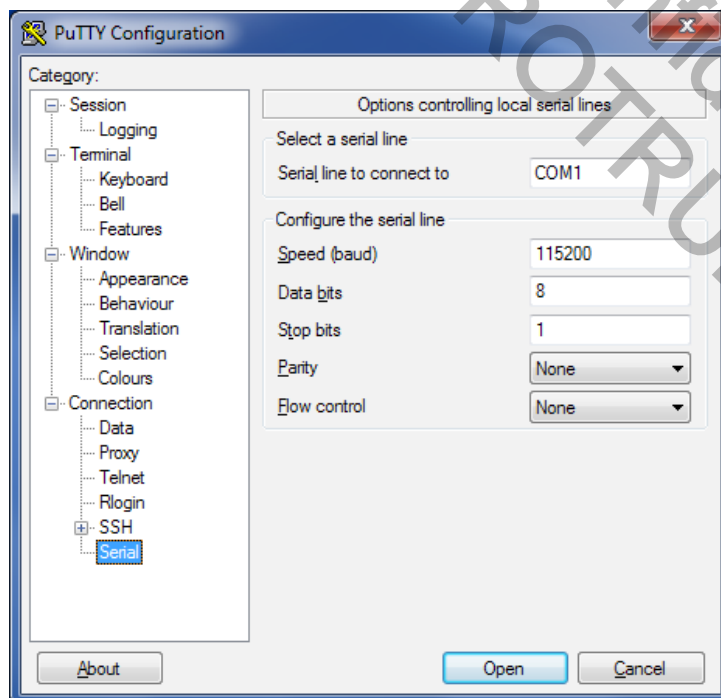 PuTTY Configuration
Category:
Session
Logging
Terminal
Keyboard
Bell
Features
Window
Appearance
Behaviour
Translation
Selection
Colours
Connection
Data
Proxy
Telnet
Rlogin
SSH
Serial
Options controlling local serial lines
Select a serial line
Serial line to connect to COM1
Configure the serial line
Speed (baud) 115200
Data bits 8
Stop bits 1
Parity None
Flow control None
About Open Cancel